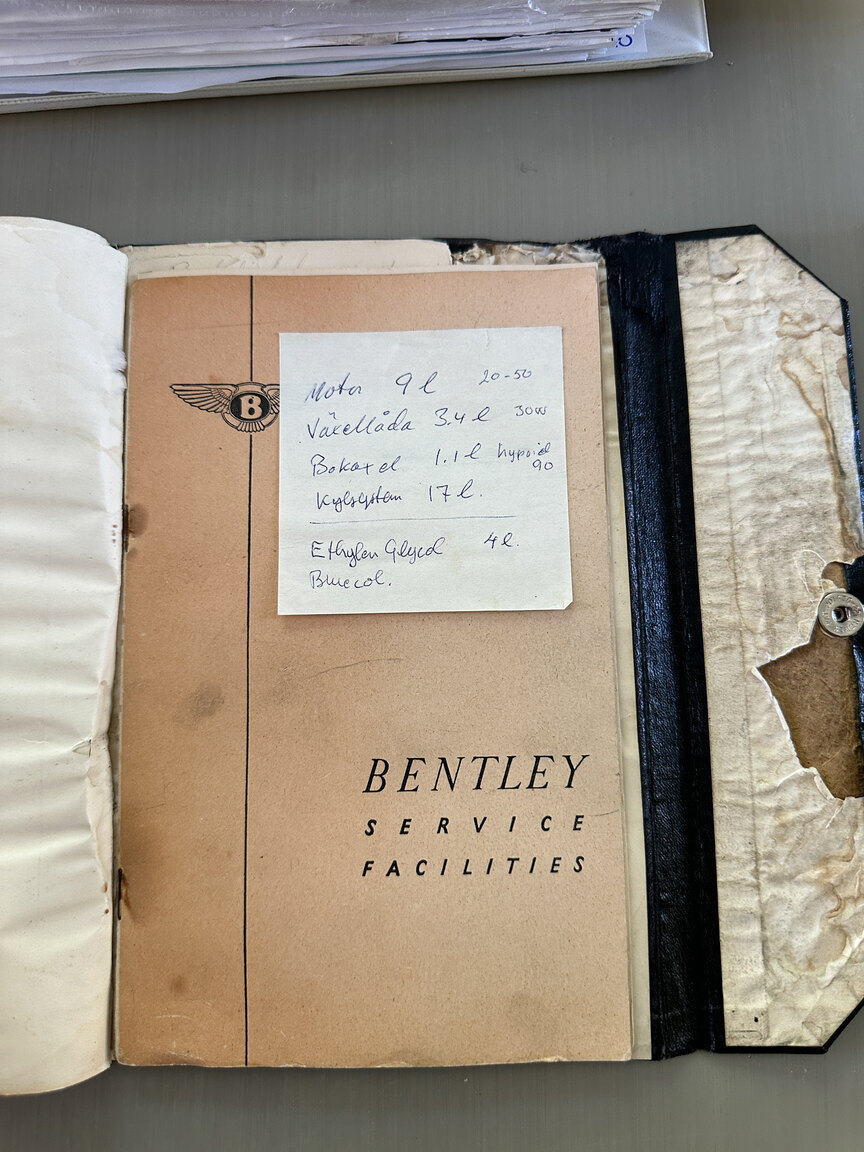 Motor 9 l 20-50
Växellåda 3.4 l 30W
Bakaxel 1.1 l hypoid 90
Kylsystem 17 l.
Ethylen Glycol 4 l.
Bluecol.
B
BENTLEY
SERVICE
FACILITIES